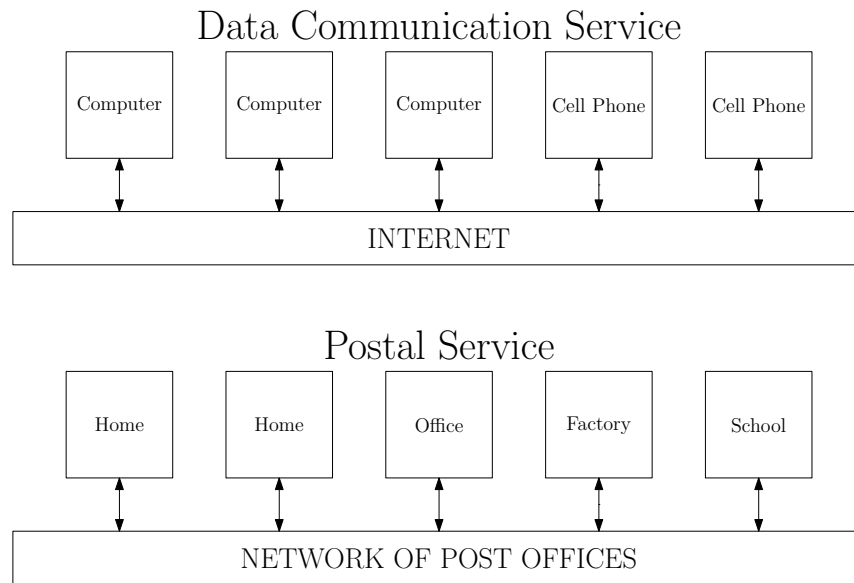 Data Communication Service
Computer Computer Computer Cell Phone Cell Phone
INTERNET
Postal Service
Home Home Office Factory School
NETWORK OF POST OFFICES